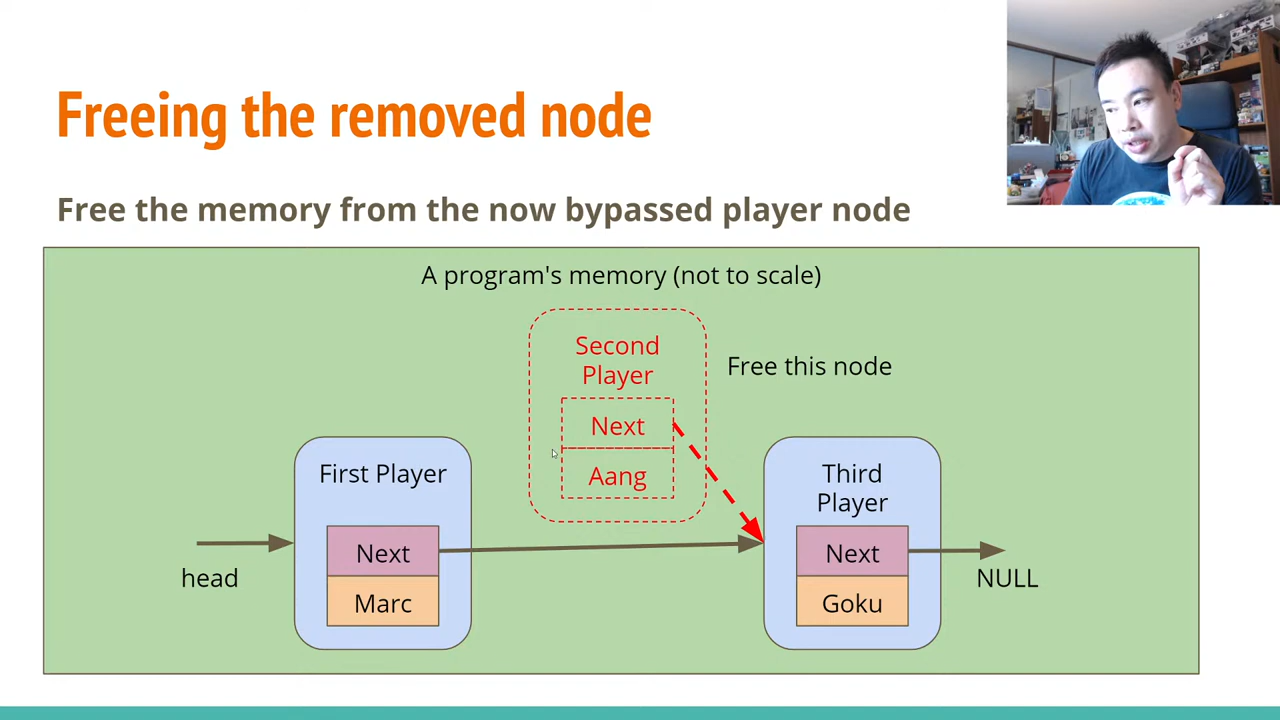 Freeing the removed node
Free the memory from the now bypassed player node
A program's memory (not to scale)
Second
Player
Free this node
Next
Aang
First Player
Third
Player
Next
Marc
Next
Goku
head
NULL